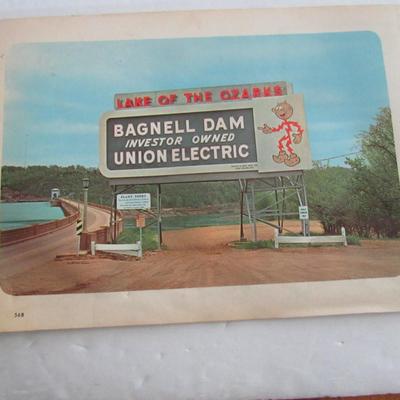 LAKE OF THE OZARKS
BAGNELL DAM
INVESTOR OWNED
UNION ELECTRIC
568